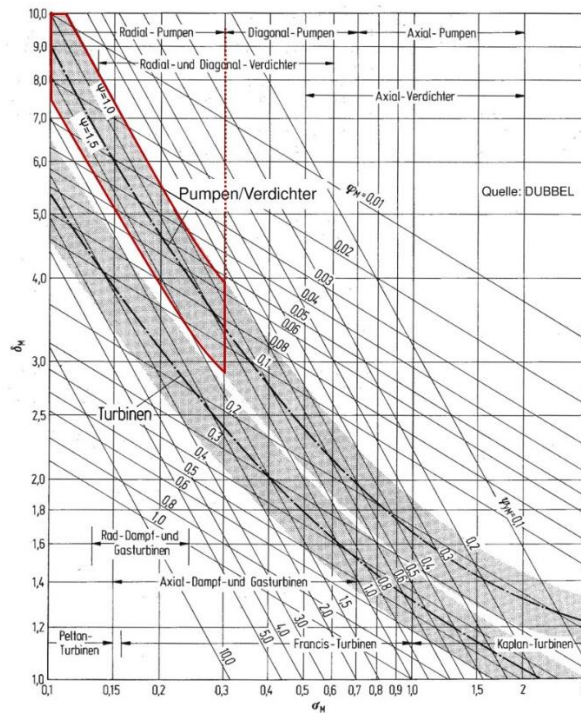 10,0
Radial-Pumpen
Diagonal-Pumpen
Axial-Pumpen
9,0
Radial- und Diagonal-Verdichter
8,0
Axial-Verdichter
7,0
Ψ=1,0
Ψ=1,5
6,0
Pumpen/Verdichter
φM=0,01
Quelle: DUBBEL
5,0
0,02
0,03
4,0
0,04
0,05
0,06
0,08
δM
3,0
0,1
2,5
Turbinen
0,2
0,3
0,4
2,0
0,5
0,6
0,8
1,0
1,8
φM=0,1
0,2
0,3
Rad-Dampf- und
Gasturbinen
1,6
0,4
0,5
0,6
0,8
1,0
1,4
Axial-Dampf- und Gasturbinen
1,5
2,0
3,0
4,0
5,0
10,0
1,2
Pelton-
Turbinen
Francis-Turbinen
Kaplan-Turbinen
1,0
0,1
0,15
0,2
0,3
0,4
0,5
0,6
0,7
0,8
0,9
1,0
2
σM